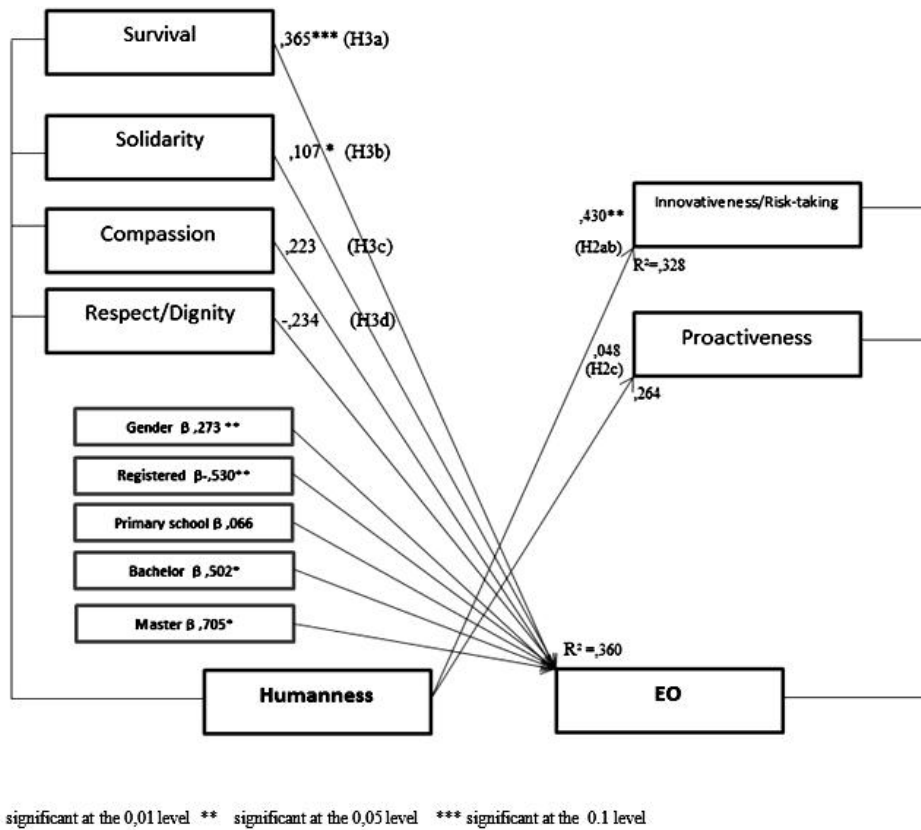 Survival
,365*** (H3a)
Solidarity
,107 * (H3b)
Compassion
,223 (H3c)
Respect/Dignity
-,234 (H3d)
Innovativeness/Risk-taking
,430**
(H2ab)
R²=,328
Proactiveness
,048
(H2c)
,264
Gender β ,273 **
Registered β-,530**
Primary school β ,066
Bachelor β ,502*
Master β ,705*
R² =,360
Humanness
EO
significant at the 0,01 level ** significant at the 0,05 level *** significant at the 0.1 level